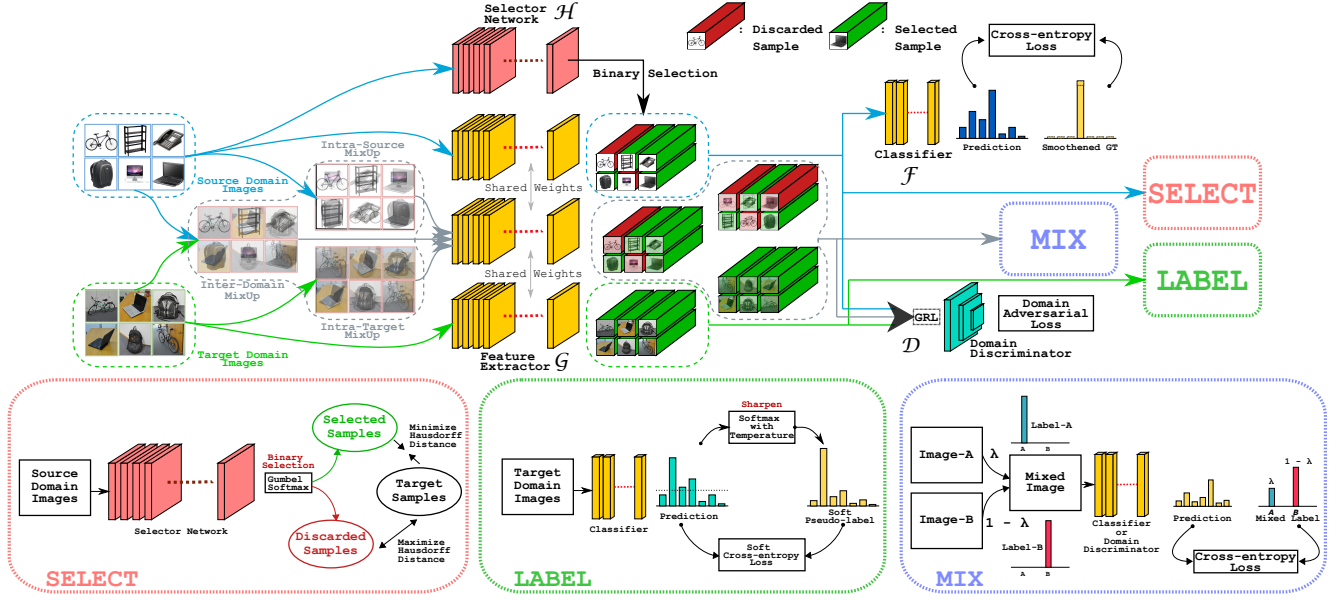 Selector
Network H
: Discarded
Sample
: Selected
Sample
Cross-entropy
Loss
Binary Selection
Classifier
F
Prediction
Smoothened GT
Intra-Source
MixUp
Source Domain
Images
Shared Weights
SELECT
MIX
LABEL
Inter-Domain
MixUp
Shared Weights
Intra-Target
MixUp
Target Domain
Images
Feature
Extractor G
GRL
D
Domain
Adversarial
Loss
Domain
Discriminator
Source
Domain
Images
Selector Network
Binary
Selection
Gumbel
Softmax
Selected
Samples
Discarded
Samples
Minimize
Hausdorff
Distance
Target
Samples
Maximize
Hausdorff
Distance
SELECT
Target
Domain
Images
Classifier
Prediction
Sharpen
Softmax
with
Temperature
Soft
Pseudo-label
Soft
Cross-entropy
Loss
LABEL
Image-A
λ
Image-B
1 - λ
Label-A
A B
Mixed
Image
Label-B
A B
Classifier
or
Domain
Discriminator
Prediction
1 - λ
λ
A B
Mixed Label
Cross-entropy
Loss
MIX